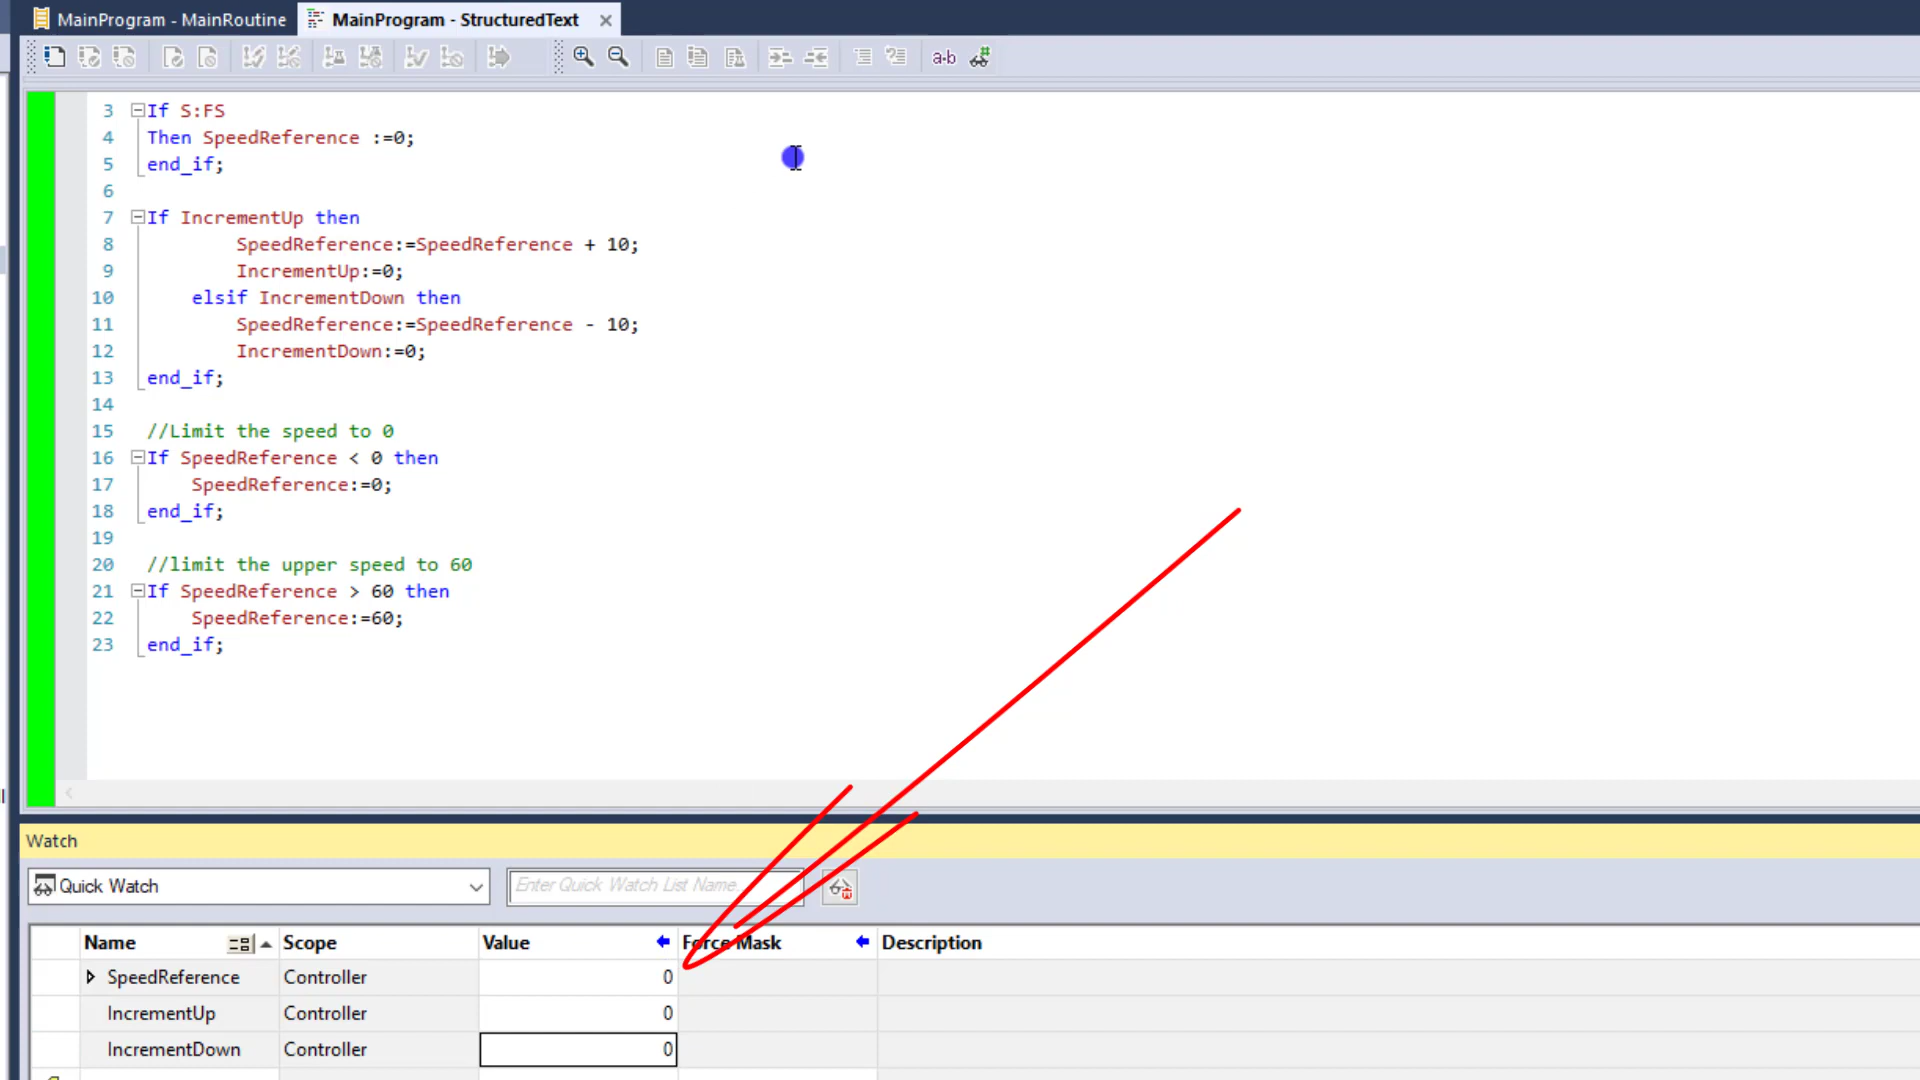 MainProgram - MainRoutine
MainProgram - StructuredText
a-b
3 If S:FS
4 Then SpeedReference :=0;
5 end_if;
6
7 If IncrementUp then
8 SpeedReference:=SpeedReference + 10;
9 IncrementUp:=0;
10 elsif IncrementDown then
11 SpeedReference:=SpeedReference - 10;
12 IncrementDown:=0;
13 end_if;
14
15 //Limit the speed to 0
16 If SpeedReference < 0 then
17 SpeedReference:=0;
18 end_if;
19
20 //limit the upper speed to 60
21 If SpeedReference > 60 then
22 SpeedReference:=60;
23 end_if;
Watch
Quick Watch
Enter Quick Watch List Name...
Name Scope Value Force Mask Description
SpeedReference Controller 0
IncrementUp Controller 0
IncrementDown Controller 0